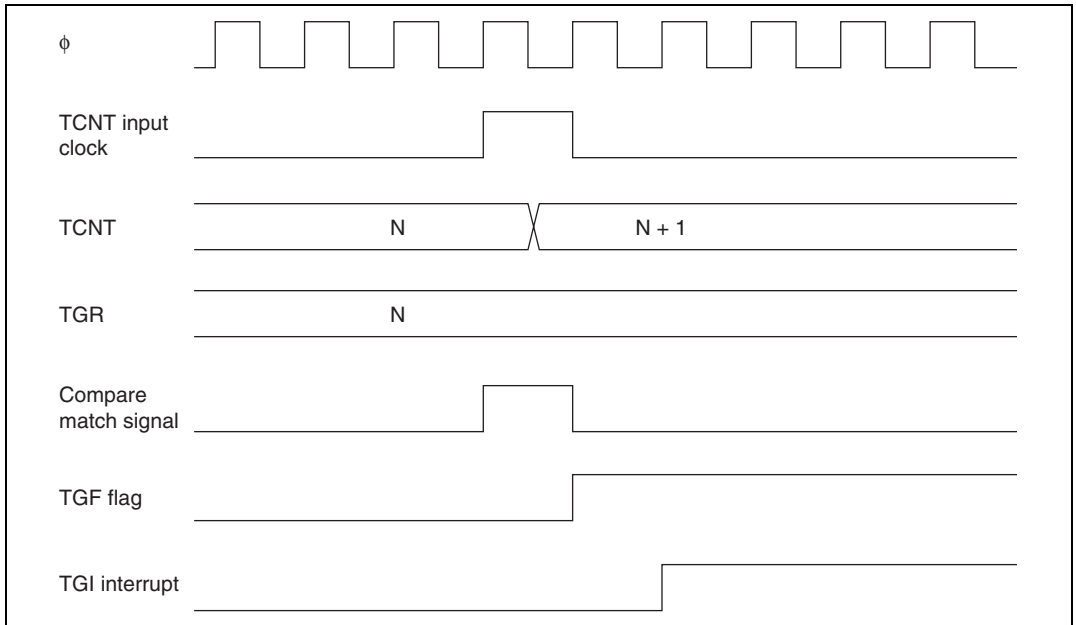 ϕ
TCNT input
clock
TCNT
N
N + 1
TGR
N
Compare
match signal
TGF flag
TGI interrupt